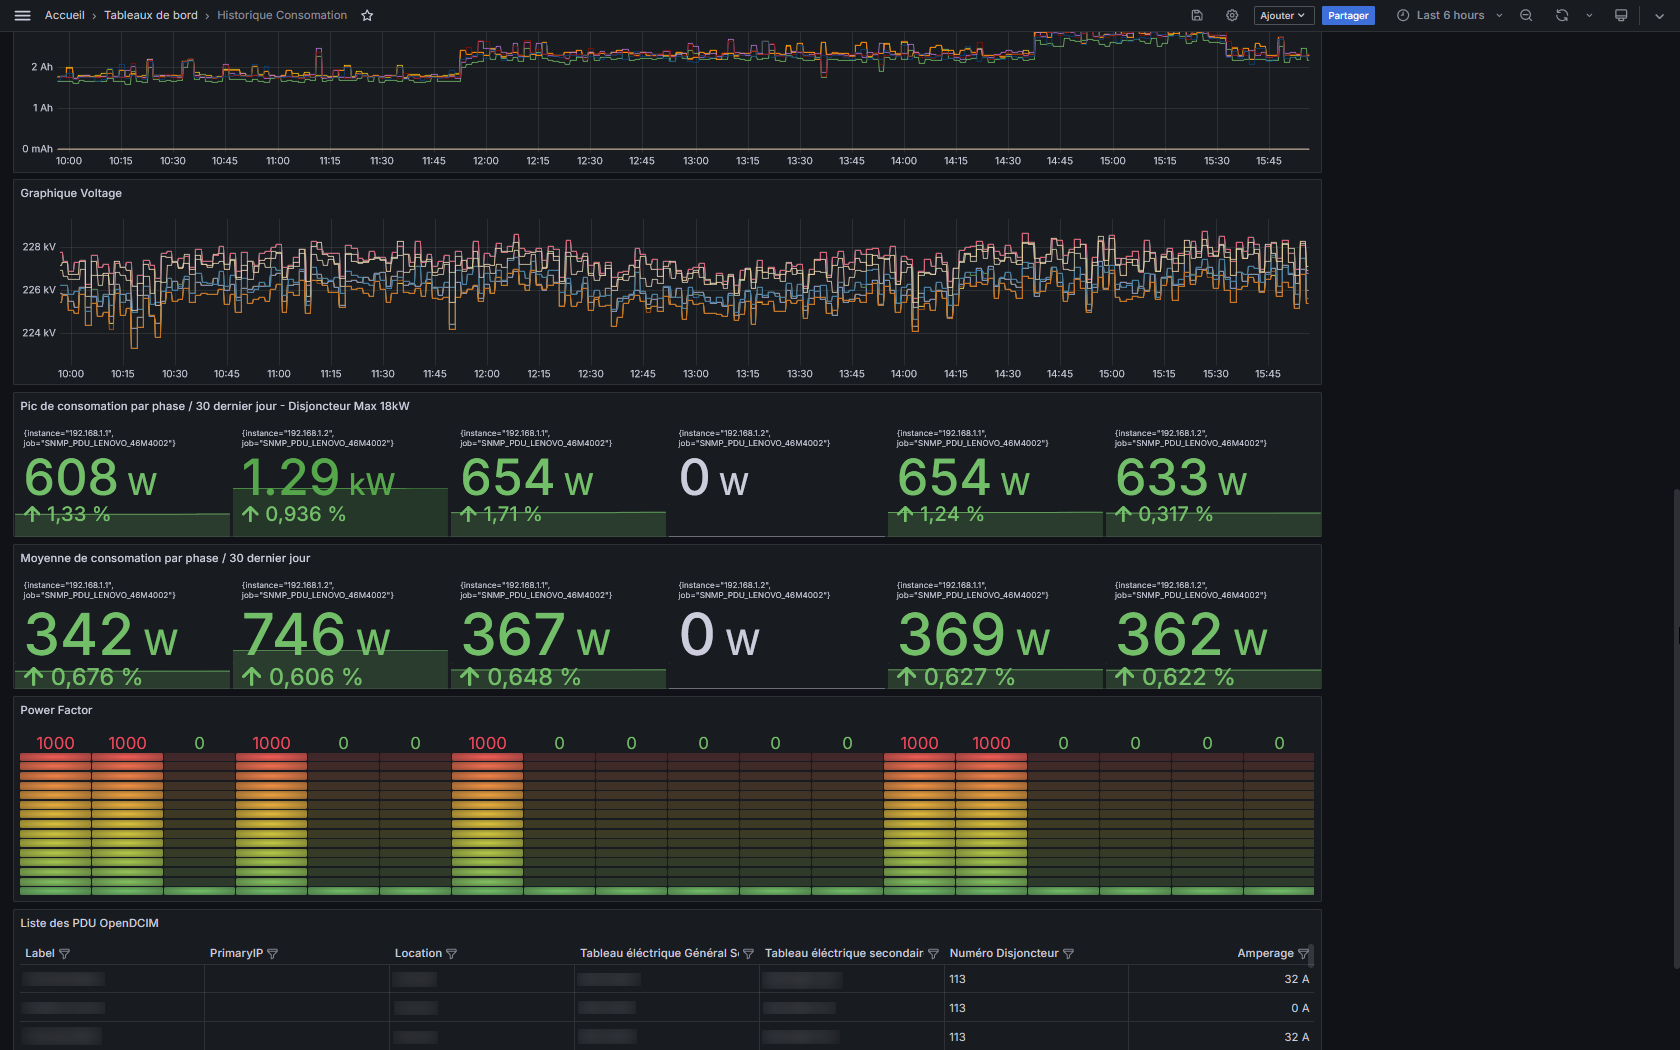 Accueil › Tableaux de bord › Historique Consomation
Ajouter
Partager
Last 6 hours
2 Ah
1 Ah
0 mAh
10:00 10:15 10:30 10:45 11:00 11:15 11:30 11:45 12:00 12:15 12:30 12:45 13:00 13:15 13:30 13:45 14:00 14:15 14:30 14:45 15:00 15:15 15:30 15:45
Graphique Voltage
228 kV
226 kV
224 kV
10:00 10:15 10:30 10:45 11:00 11:15 11:30 11:45 12:00 12:15 12:30 12:45 13:00 13:15 13:30 13:45 14:00 14:15 14:30 14:45 15:00 15:15 15:30 15:45
Pic de consomation par phase / 30 dernier jour - Disjoncteur Max 18kW
{instance="192.168.1.1", {instance="192.168.1.2", {instance="192.168.1.1", {instance="192.168.1.2", {instance="192.168.1.1", {instance="192.168.1.2",
job="SNMP_PDU_LENOVO_46M4002"} job="SNMP_PDU_LENOVO_46M4002"} job="SNMP_PDU_LENOVO_46M4002"} job="SNMP_PDU_LENOVO_46M4002"} job="SNMP_PDU_LENOVO_46M4002"} job="SNMP_PDU_LENOVO_46M4002"}
608 W 1.29 kW 654 W 0 W 654 W 633 W
↑ 1,33 % ↑ 0,936 % ↑ 1,71 % ↑ 1,24 % ↑ 0,317 %
Moyenne de consomation par phase / 30 dernier jour
{instance="192.168.1.1", {instance="192.168.1.2", {instance="192.168.1.1", {instance="192.168.1.2", {instance="192.168.1.1", {instance="192.168.1.2",
job="SNMP_PDU_LENOVO_46M4002"} job="SNMP_PDU_LENOVO_46M4002"} job="SNMP_PDU_LENOVO_46M4002"} job="SNMP_PDU_LENOVO_46M4002"} job="SNMP_PDU_LENOVO_46M4002"} job="SNMP_PDU_LENOVO_46M4002"}
342 W 746 W 367 W 0 W 369 W 362 W
↑ 0,676 % ↑ 0,606 % ↑ 0,648 % ↑ 0,627 % ↑ 0,622 %
Power Factor
1000 1000 0 1000 0 0 1000 0 0 0 0 0 1000 1000 0 0 0 0
Liste des PDU OpenDCIM
Label PrimaryIP Location Tableau éléctrique Général S Tableau éléctrique secondair Numéro Disjoncteur Amperage
113 32 A
113 0 A
113 32 A